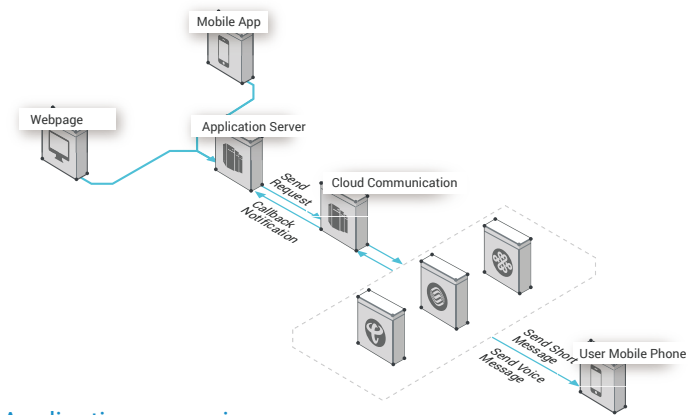 Mobile App
Webpage
Application Server
Send
Request
Cloud Communication
Callback
Notification
Send Short
Message
User Mobile Phone
Send Voice
Message